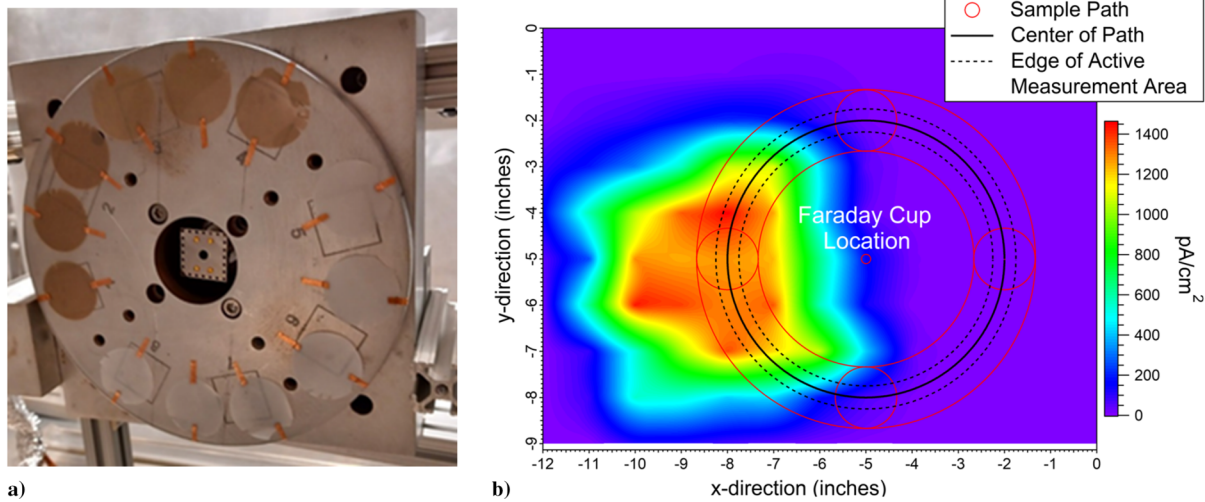 Sample Path
Center of Path
Edge of Active
Measurement Area
0
-1
-2
-3
-4
-5
-6
-7
-8
-9
y-direction (inches)
Faraday Cup
Location
1400
1200
1000
800
600
400
200
0
pA/cm2
-12 -11 -10 -9 -8 -7 -6 -5 -4 -3 -2 -1 0
x-direction (inches)
2
5
a)
b)